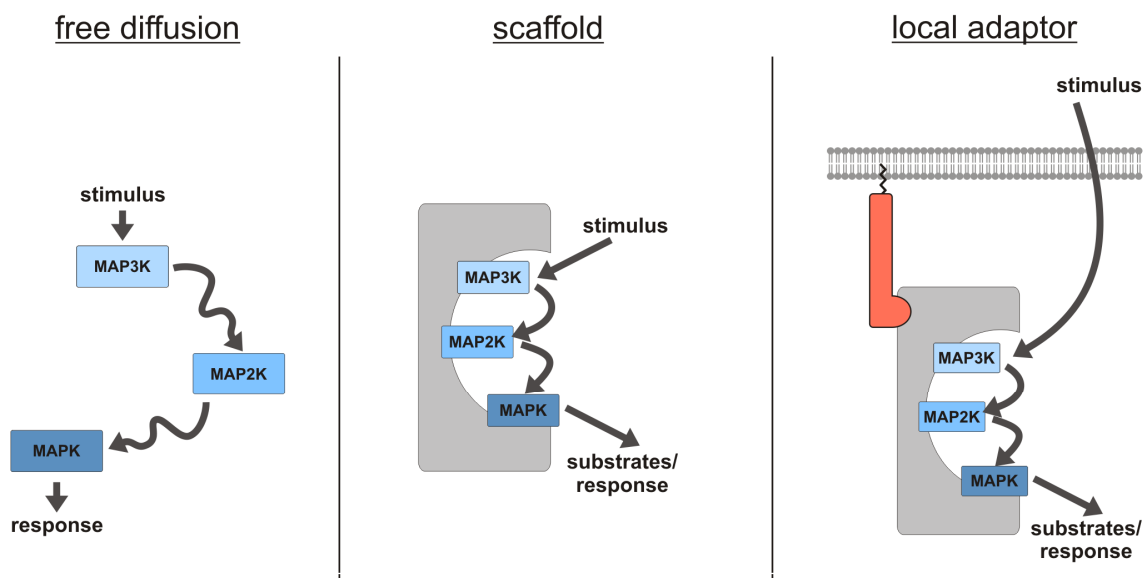 free diffusion
stimulus
MAP3K
MAP2K
MAPK
response
scaffold
stimulus
MAP3K
MAP2K
MAPK
substrates/
response
local adaptor
stimulus
MAP3K
MAP2K
MAPK
substrates/
response